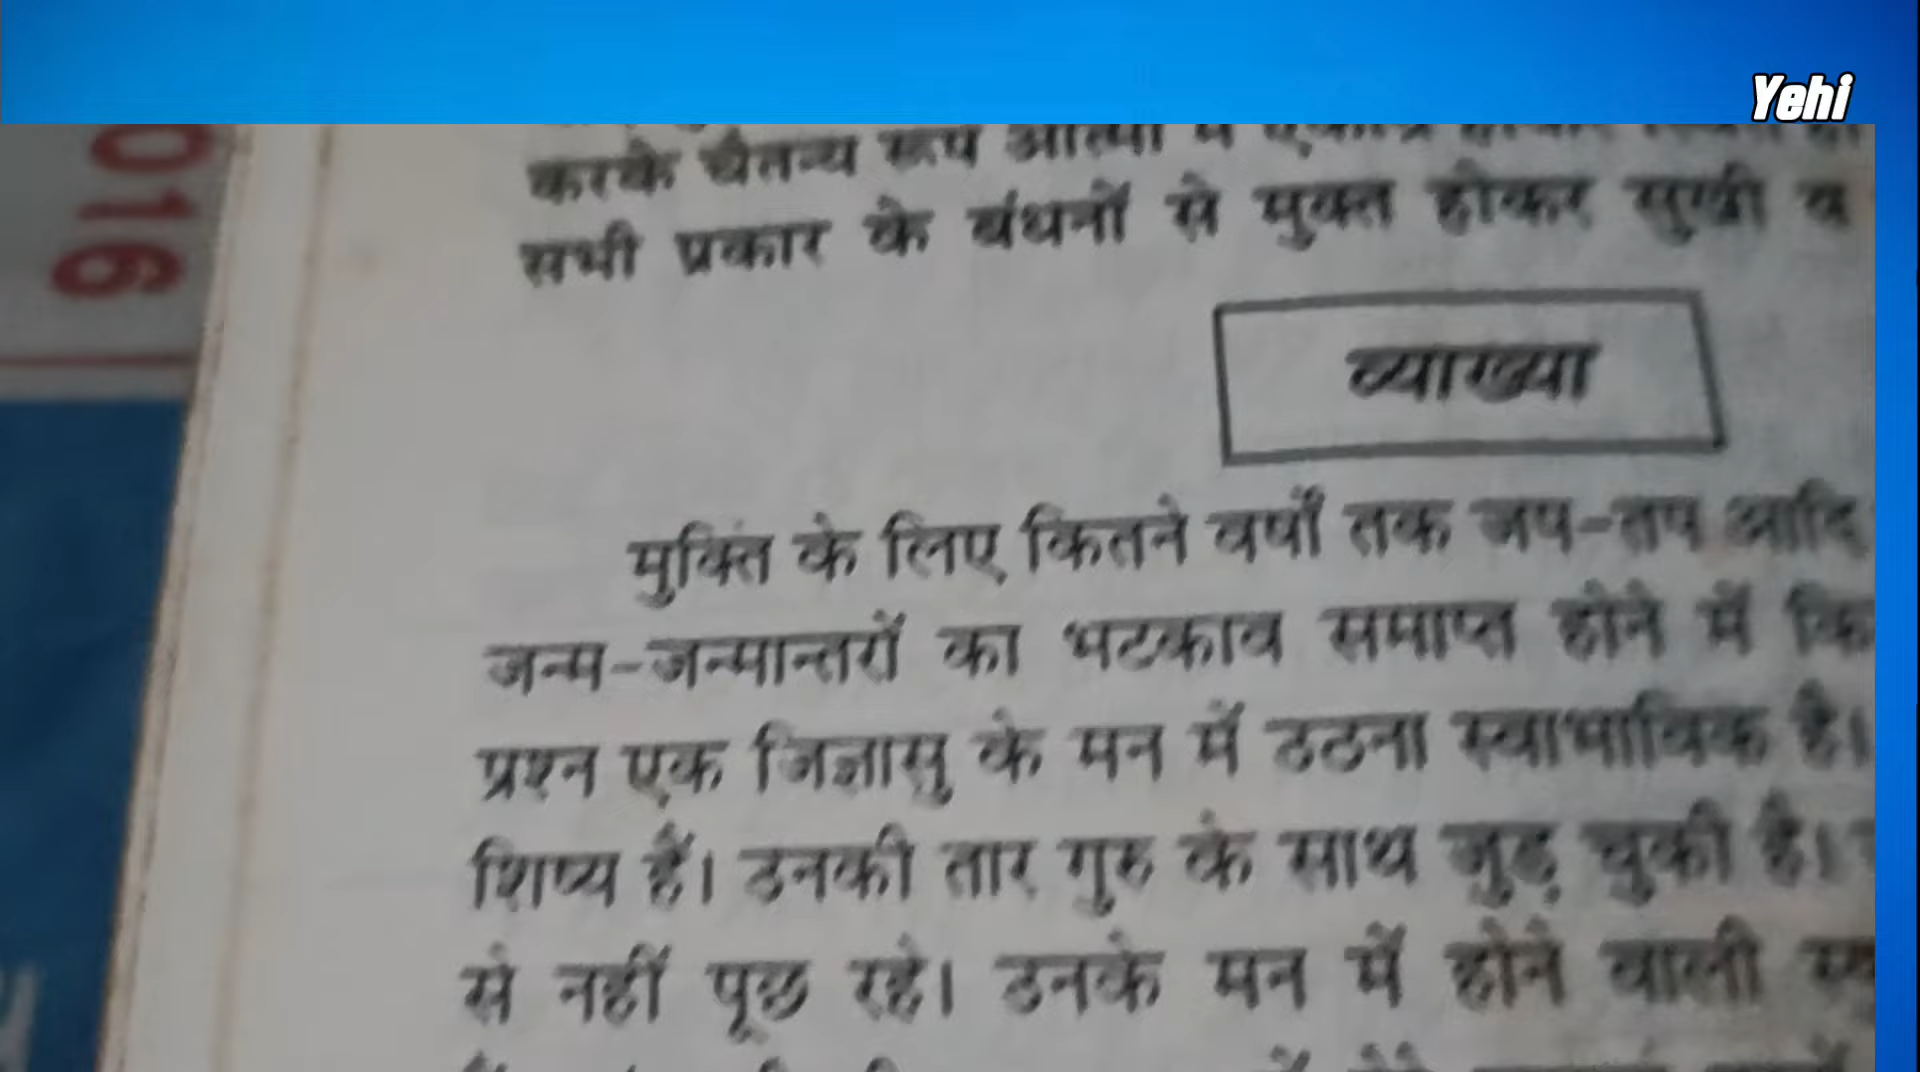 Yehi
016
करके चैतन्य रूप आत्मा में
सभी प्रकार के बंधनों से मुक्त होकर सुखी व
व्याख्या
मुक्ति के लिए कितने वर्षों तक जप-तप आदि
जन्म-जन्मान्तरों का भटकाव समाप्त होने में कि
प्रश्न एक जिज्ञासु के मन में उठना स्वाभाविक है।
शिष्य हैं। उनकी तार गुरु के साथ जुड़ चुकी है।
से नहीं पूछ रहे। उनके मन में होने वाली